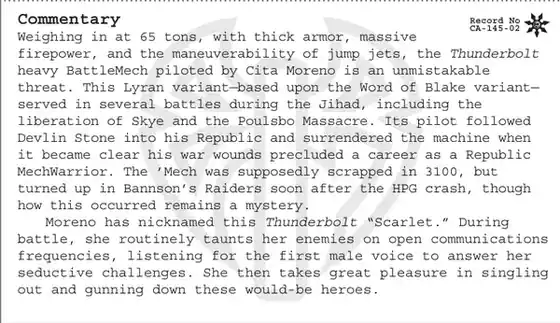 Commentary
Record No
CA-145-02
Weighing in at 65 tons, with thick armor, massive
firepower, and the maneuverability of jump jets, the Thunderbolt
heavy BattleMech piloted by Cita Moreno is an unmistakable
threat. This Lyran variant—based upon the Word of Blake variant—
served in several battles during the Jihad, including the
liberation of Skye and the Poulsbo Massacre. Its pilot followed
Devlin Stone into his Republic and surrendered the machine when
it became clear his war wounds precluded a career as a Republic
MechWarrior. The ’Mech was supposedly scrapped in 3100, but
turned up in Bannson’s Raiders soon after the HPG crash, though
how this occurred remains a mystery.
Moreno has nicknamed this Thunderbolt “Scarlet.” During
battle, she routinely taunts her enemies on open communications
frequencies, listening for the first male voice to answer her
seductive challenges. She then takes great pleasure in singling
out and gunning down these would-be heroes.